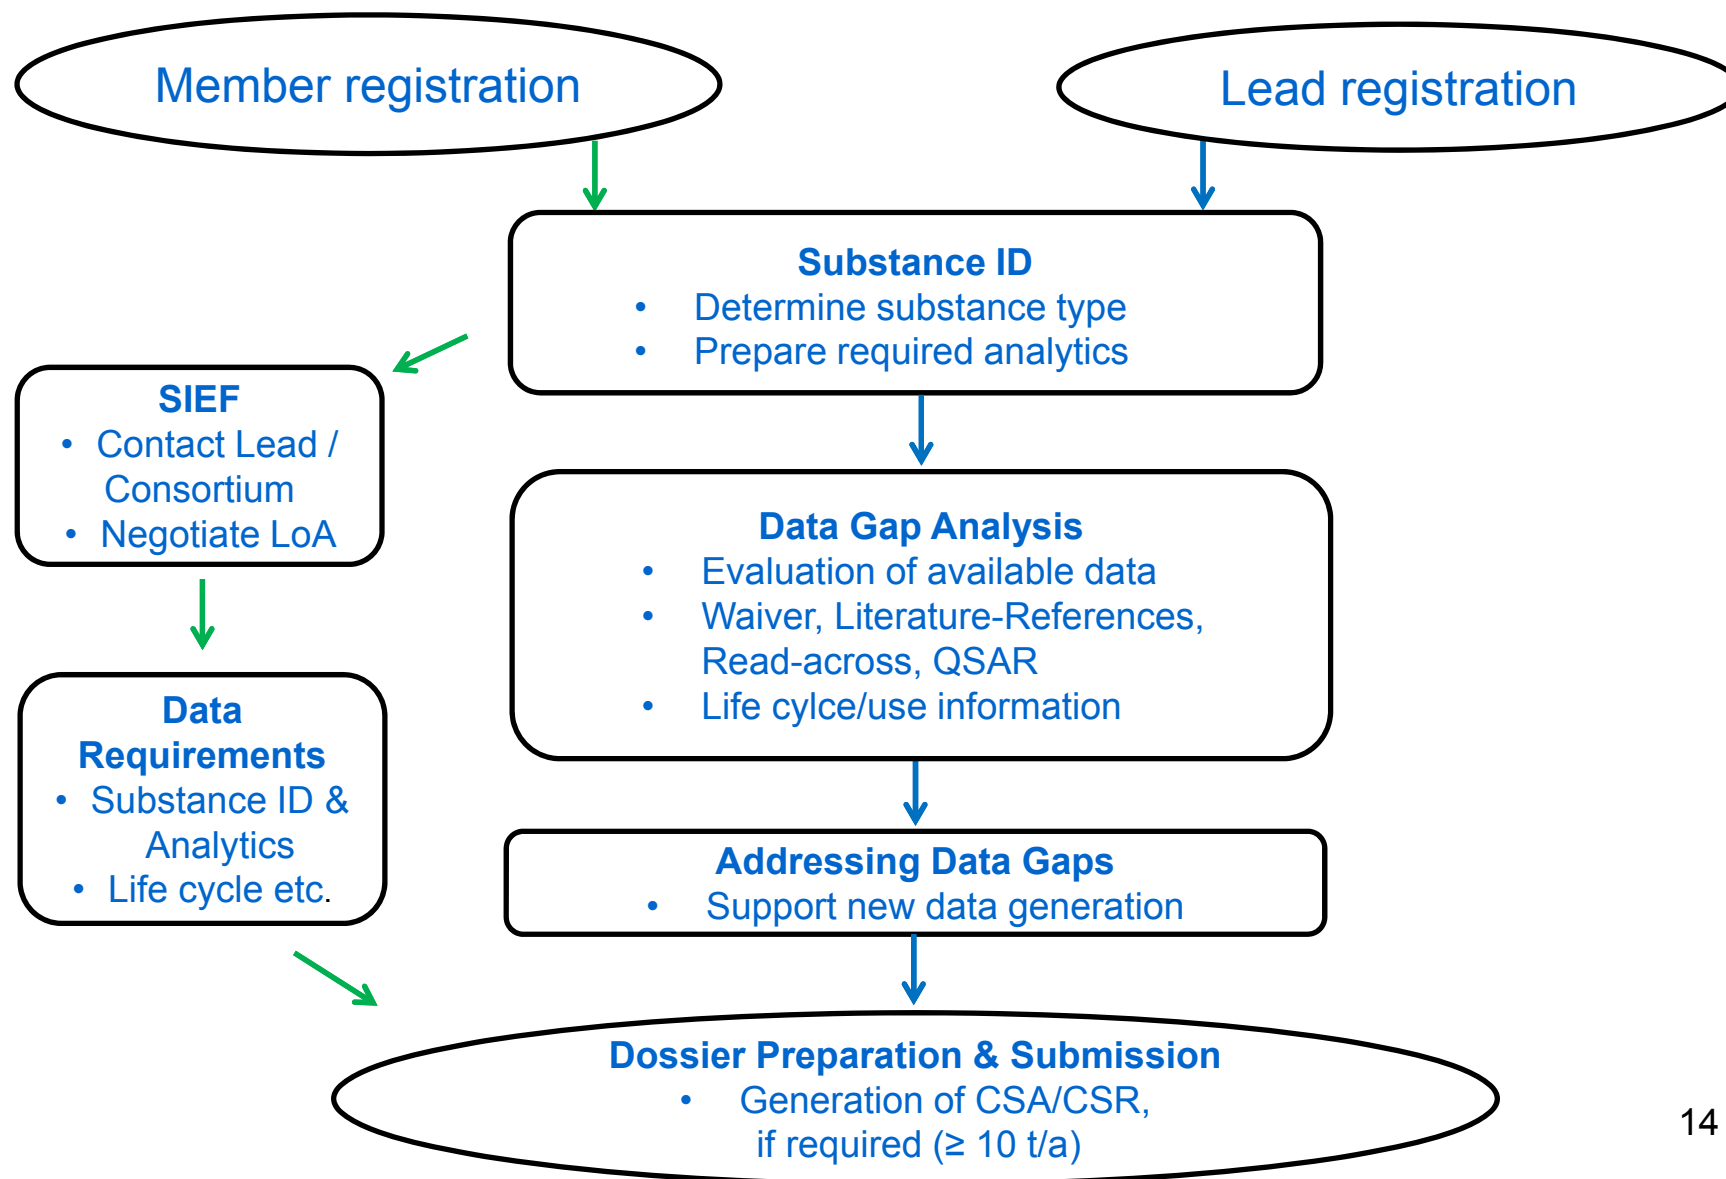 Member registration
Lead registration
Substance ID
• Determine substance type
• Prepare required analytics
SIEF
• Contact Lead /
Consortium
• Negotiate LoA
Data Gap Analysis
• Evaluation of available data
• Waiver, Literature-References,
Read-across, QSAR
• Life cylce/use information
Data
Requirements
• Substance ID &
Analytics
• Life cycle etc.
Addressing Data Gaps
• Support new data generation
Dossier Preparation & Submission
• Generation of CSA/CSR,
if required (≥ 10 t/a)
14